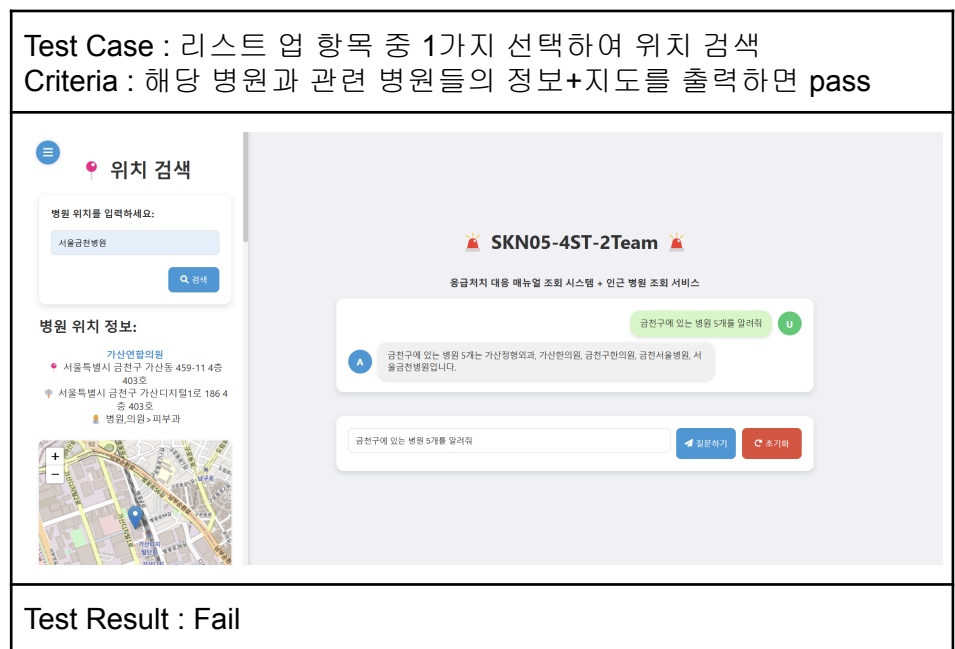 Test Case : 리스트 업 항목 중 1가지 선택하여 위치 검색
Criteria : 해당 병원과 관련 병원들의 정보+지도를 출력하면 pass
위치 검색
병원 위치를 입력하세요:
서울금천병원
검색
병원 위치 정보:
가산연합의원
서울특별시 금천구 가산동 459-11 4층
403호
서울특별시 금천구 가산디지털1로 186 4
층 403호
병원,의원>피부과
+
−
92
SKN05-4ST-2Team
응급처치 대응 매뉴얼 조회 시스템 + 인근 병원 조회 서비스
금천구에 있는 병원 5개를 알려줘
U
A
금천구에 있는 병원 5개는 가산정형외과, 가산한의원, 금천구한의원, 금천서울병원, 서
울금천병원입니다.
금천구에 있는 병원 5개를 알려줘
질문하기
초기화
Test Result : Fail